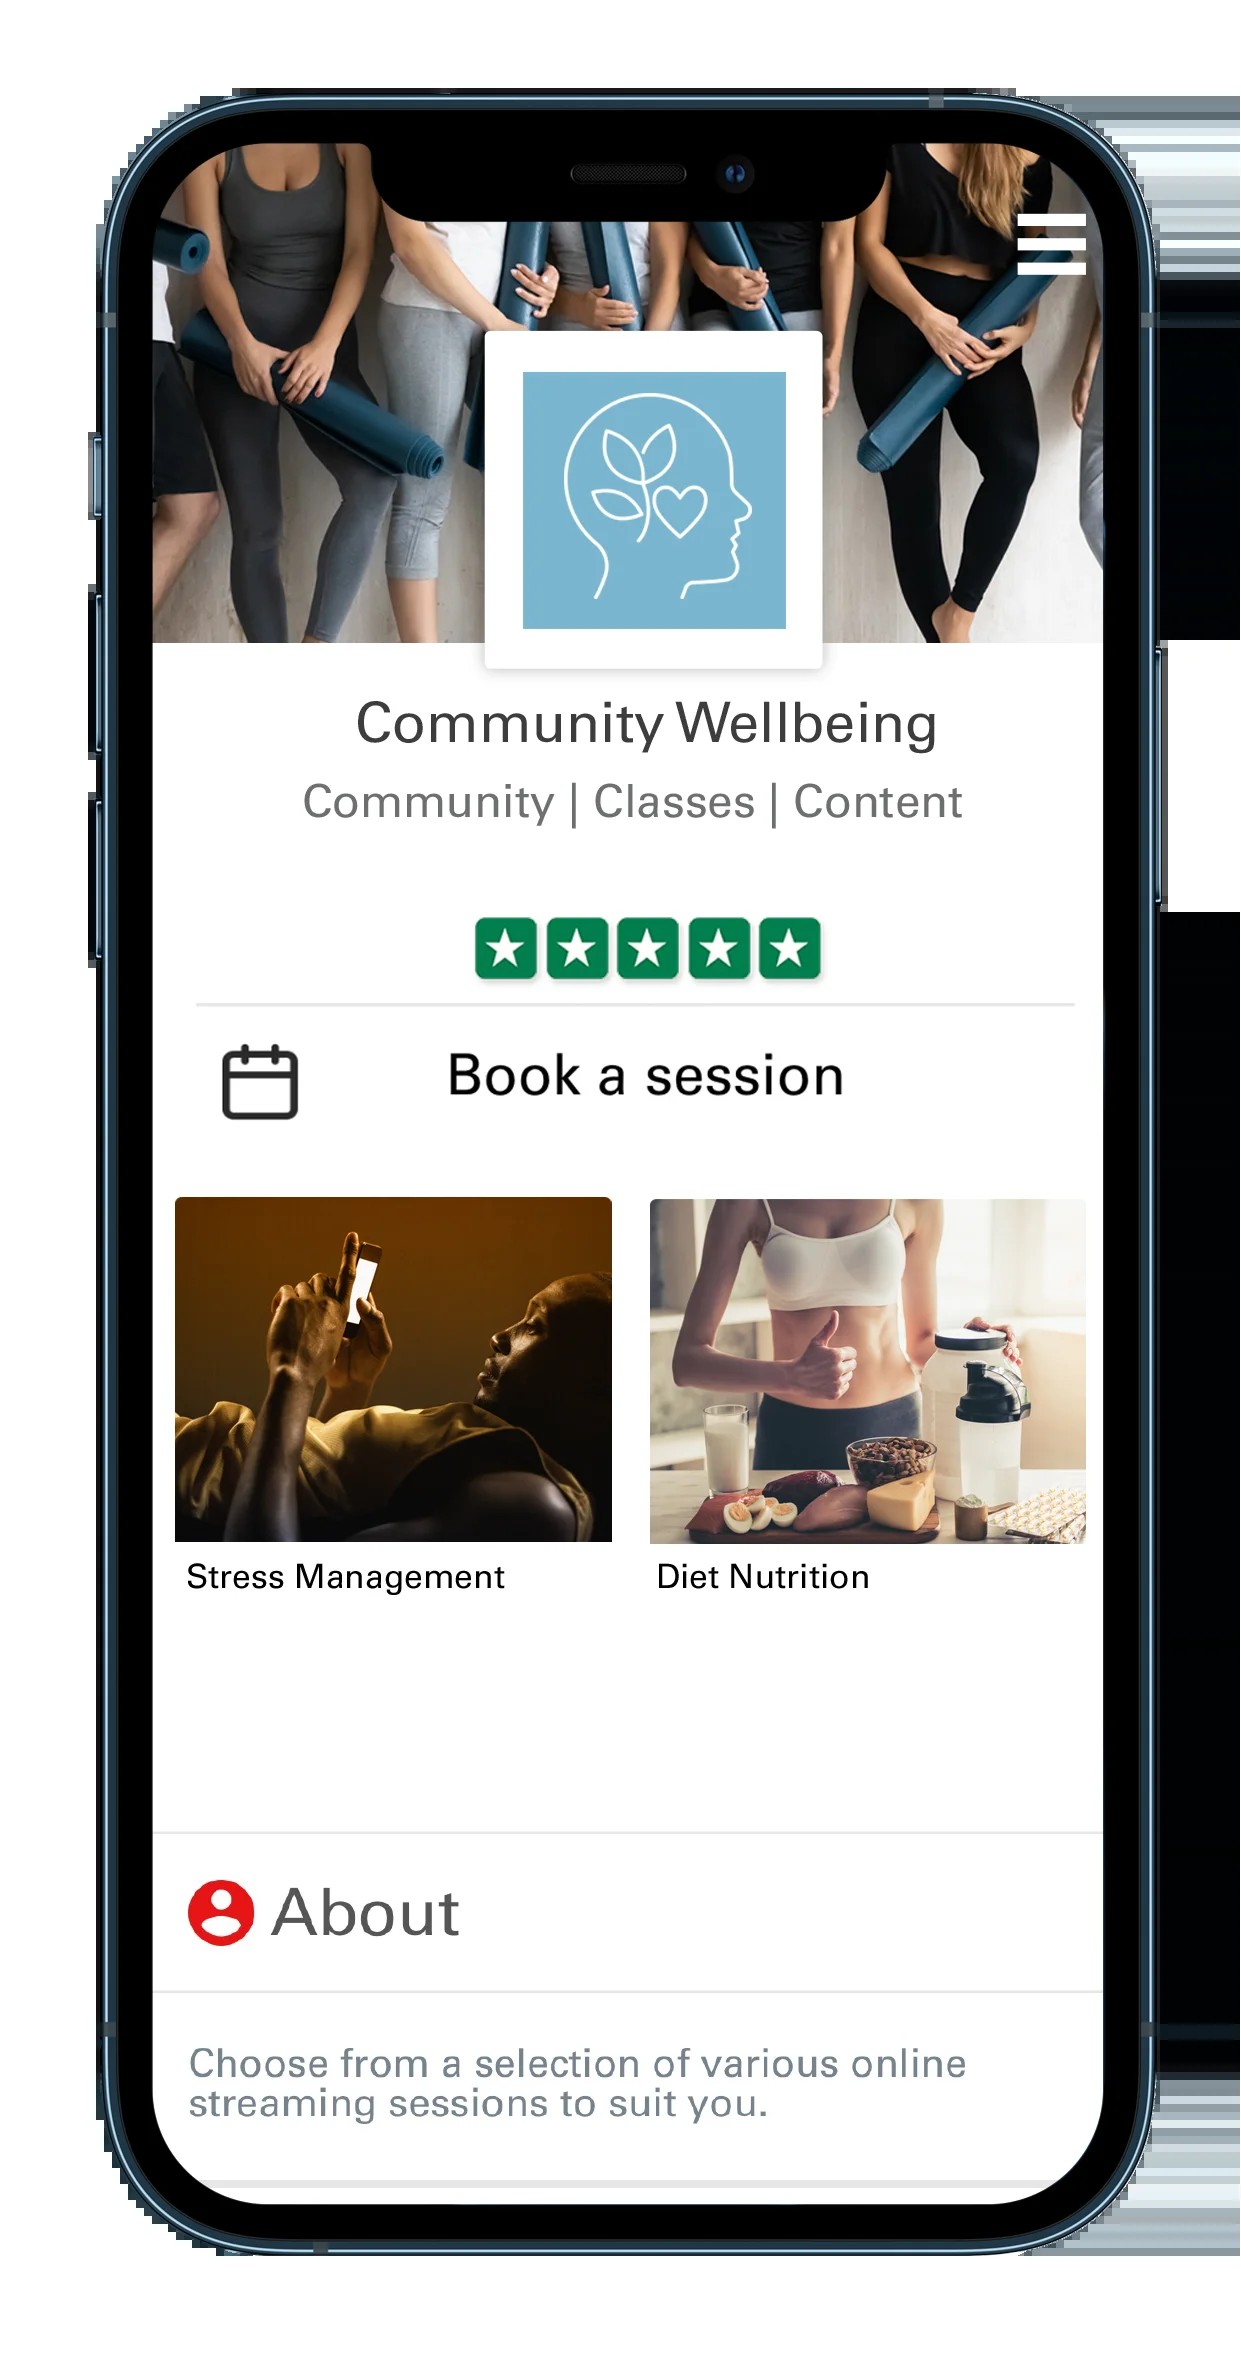 Community Wellbeing
Community | Classes | Content
Book a session
Stress Management
Diet Nutrition
About
Choose from a selection of various online
streaming sessions to suit you.